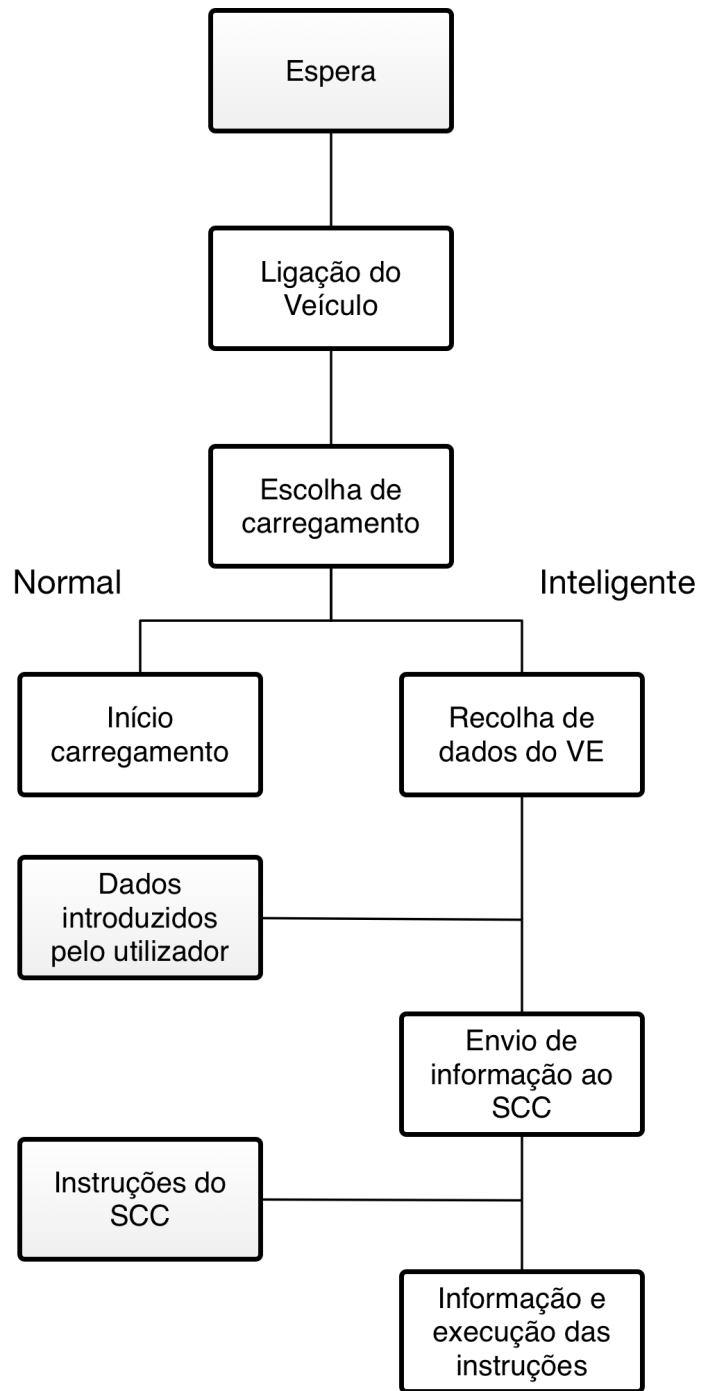 Espera
Ligação do
Veículo
Escolha de
carregamento
Normal
Inteligente
Início
carregamento
Recolha de
dados do VE
Dados
introduzidos
pelo utilizador
Envio de
informação ao
SCC
Instruções do
SCC
Informação e
execução das
instruções